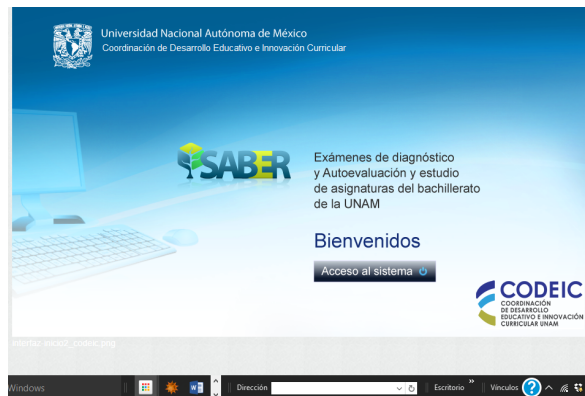 Universidad Nacional Autónoma de México
Coordinación de Desarrollo Educativo e Innovación Curricular
SABER
Exámenes de diagnóstico
y Autoevaluación y estudio
de asignaturas del bachillerato
de la UNAM
Bienvenidos
Acceso al sistema
CODEIC
COORDINACIÓN
DE DESARROLLO
EDUCATIVO E INNOVACIÓN
CURRICULAR UNAM
Windows
Dirección
Escritorio
Vínculos